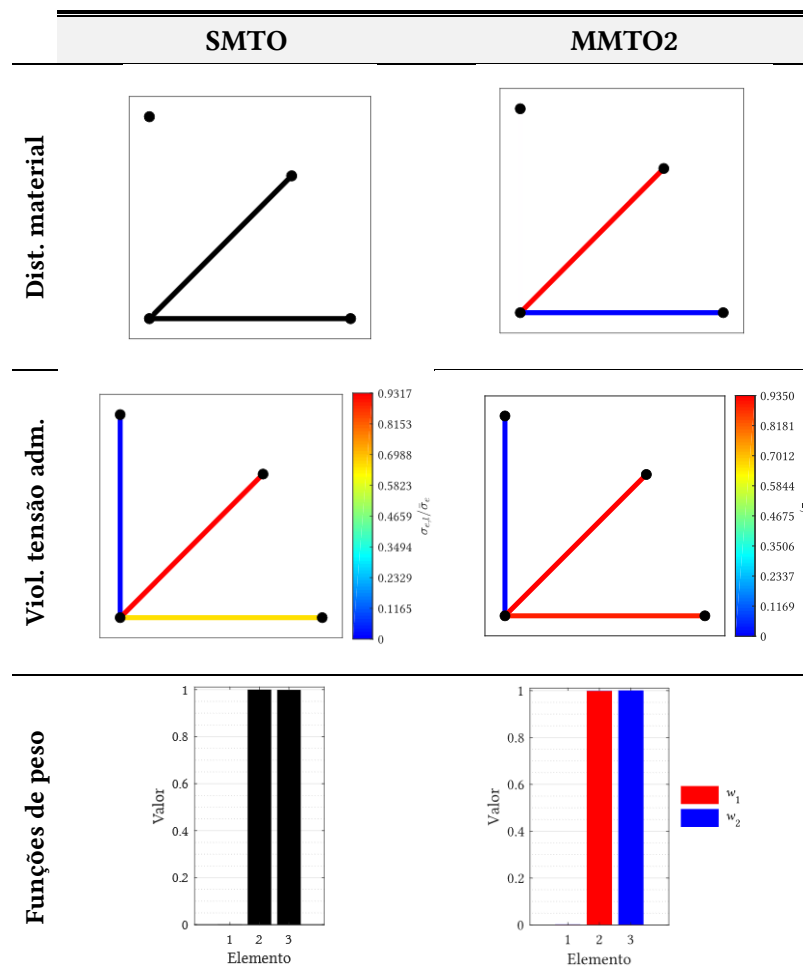 SMTO MMTO2
Dist. material
Viol. tensão adm.
0.9317
0.8153
0.6988
0.5823
0.4659
0.3494
0.2329
0.1165
0
0.9350
0.8181
0.7012
0.5844
0.4675
0.3506
0.2337
0.1169
0
Funções de peso
Valor
1
0.8
0.6
0.4
0.2
0
1 2 3
Elemento
Valor
1
0.8
0.6
0.4
0.2
0
1 2 3
Elemento
w₁
w₂